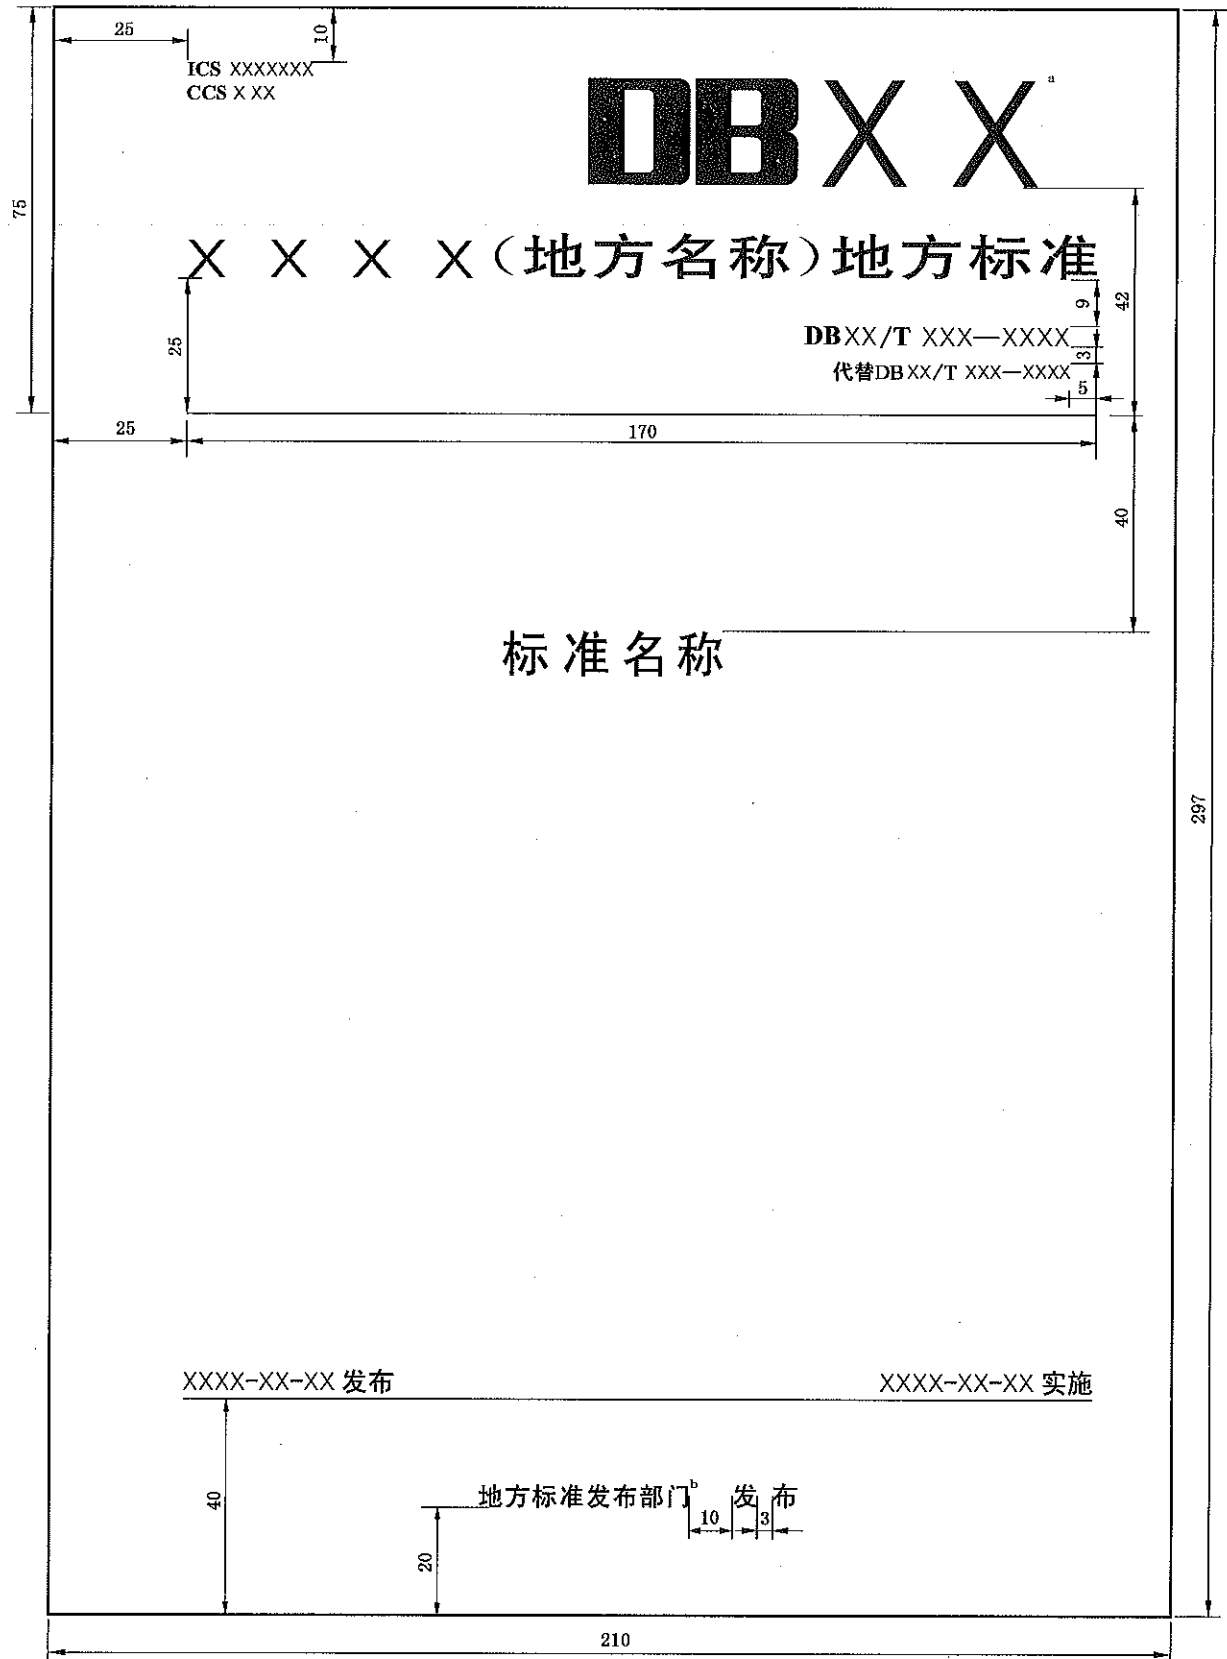 25
10
ICS XXXXXXX
CCS X XX
DBXX a
75
XXXX(地方名称)地方标准
9
42
25
DBXX/T XXX—XXXX
3
代替DBXX/T XXX—XXXX
5
25
170
40
标准名称
297
XXXX-XX-XX 发布
XXXX-XX-XX 实施
40
地方标准发布部门b 发布
10
3
20
210